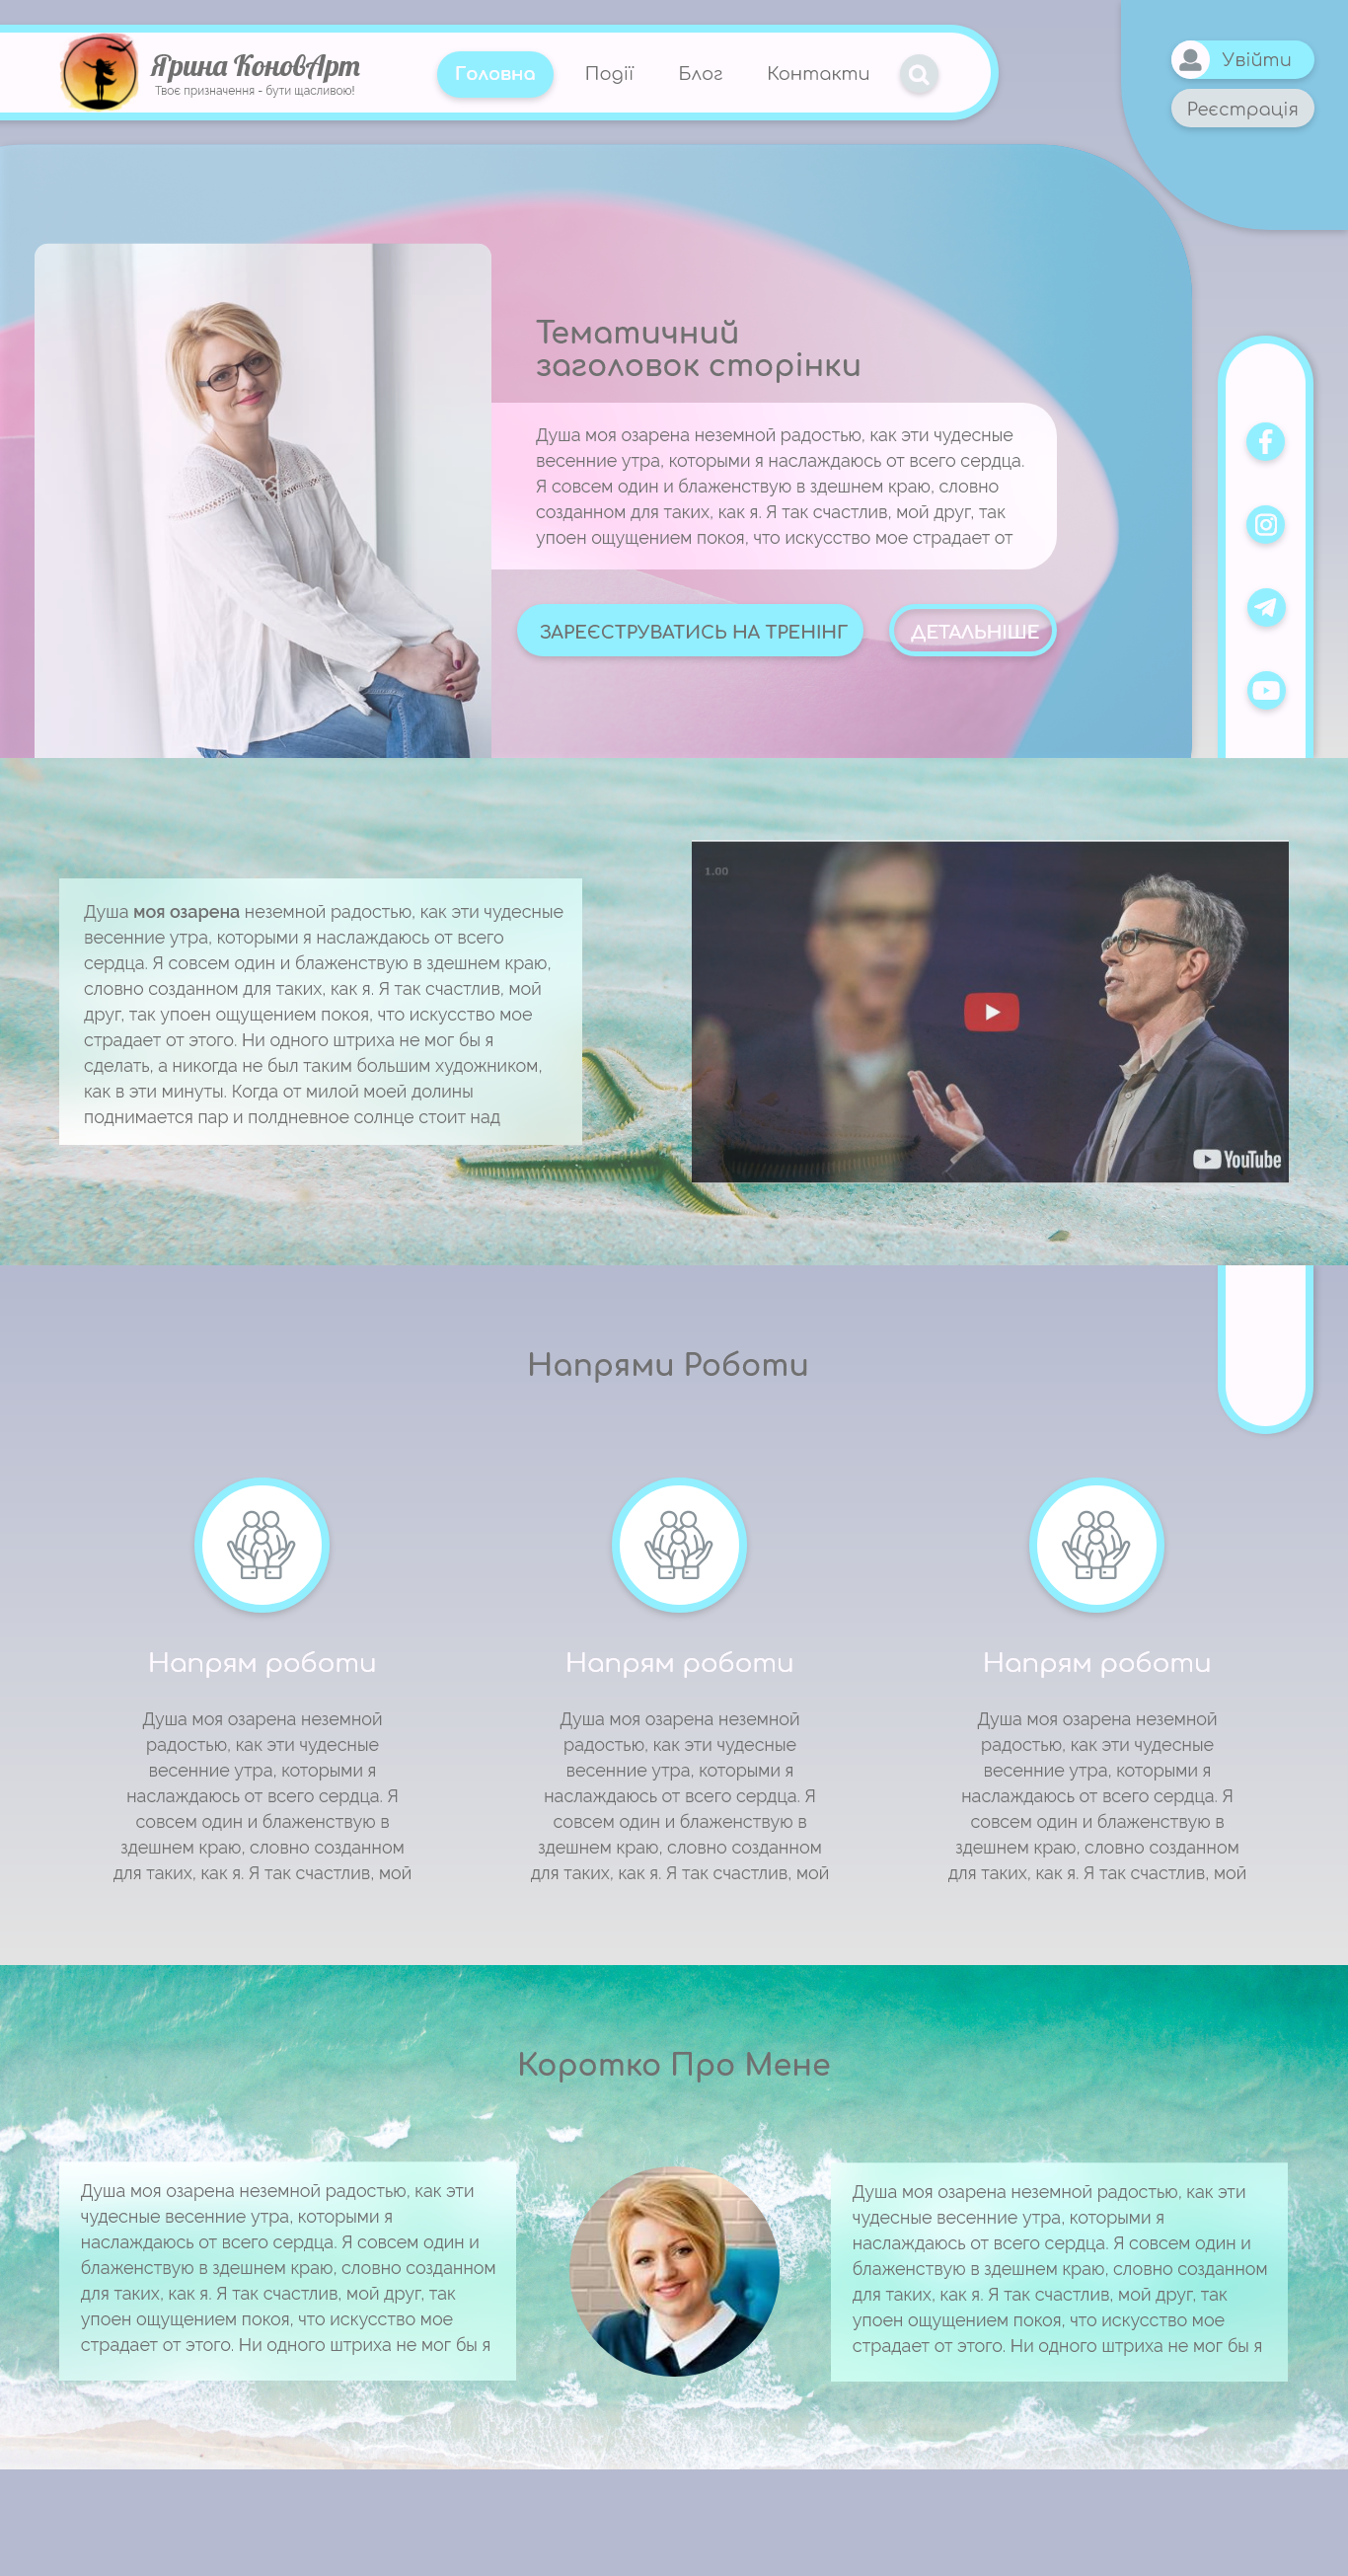 Ярина КоновАрт
Твоє призначення - бути щасливою!
Головна
Події
Блог
Контакти
Увійти
Реєстрація
Тематичний
заголовок сторінки
Душа моя озарена неземной радостью, как эти чудесные
весенние утра, которыми я наслаждаюсь от всего сердца.
Я совсем один и блаженствую в здешнем краю, словно
созданном для таких, как я. Я так счастлив, мой друг, так
упоен ощущением покоя, что искусство мое страдает от
ЗАРЕЄСТРУВАТИСЬ НА ТРЕНІНГ
ДЕТАЛЬНІШЕ
Душа моя озарена неземной радостью, как эти чудесные
весенние утра, которыми я наслаждаюсь от всего
сердца. Я совсем один и блаженствую в здешнем краю,
словно созданном для таких, как я. Я так счастлив, мой
друг, так упоен ощущением покоя, что искусство мое
страдает от этого. Ни одного штриха не мог бы я
сделать, а никогда не был таким большим художником,
как в эти минуты. Когда от милой моей долины
поднимается пар и полдневное солнце стоит над
1.00
YouTube
Напрями Роботи
Напрям роботи
Душа моя озарена неземной
радостью, как эти чудесные
весенние утра, которыми я
наслаждаюсь от всего сердца. Я
совсем один и блаженствую в
здешнем краю, словно созданном
для таких, как я. Я так счастлив, мой
Напрям роботи
Душа моя озарена неземной
радостью, как эти чудесные
весенние утра, которыми я
наслаждаюсь от всего сердца. Я
совсем один и блаженствую в
здешнем краю, словно созданном
для таких, как я. Я так счастлив, мой
Напрям роботи
Душа моя озарена неземной
радостью, как эти чудесные
весенние утра, которыми я
наслаждаюсь от всего сердца. Я
совсем один и блаженствую в
здешнем краю, словно созданном
для таких, как я. Я так счастлив, мой
Коротко Про Мене
Душа моя озарена неземной радостью, как эти
чудесные весенние утра, которыми я
наслаждаюсь от всего сердца. Я совсем один и
блаженствую в здешнем краю, словно созданном
для таких, как я. Я так счастлив, мой друг, так
упоен ощущением покоя, что искусство мое
страдает от этого. Ни одного штриха не мог бы я
Душа моя озарена неземной радостью, как эти
чудесные весенние утра, которыми я
наслаждаюсь от всего сердца. Я совсем один и
блаженствую в здешнем краю, словно созданном
для таких, как я. Я так счастлив, мой друг, так
упоен ощущением покоя, что искусство мое
страдает от этого. Ни одного штриха не мог бы я